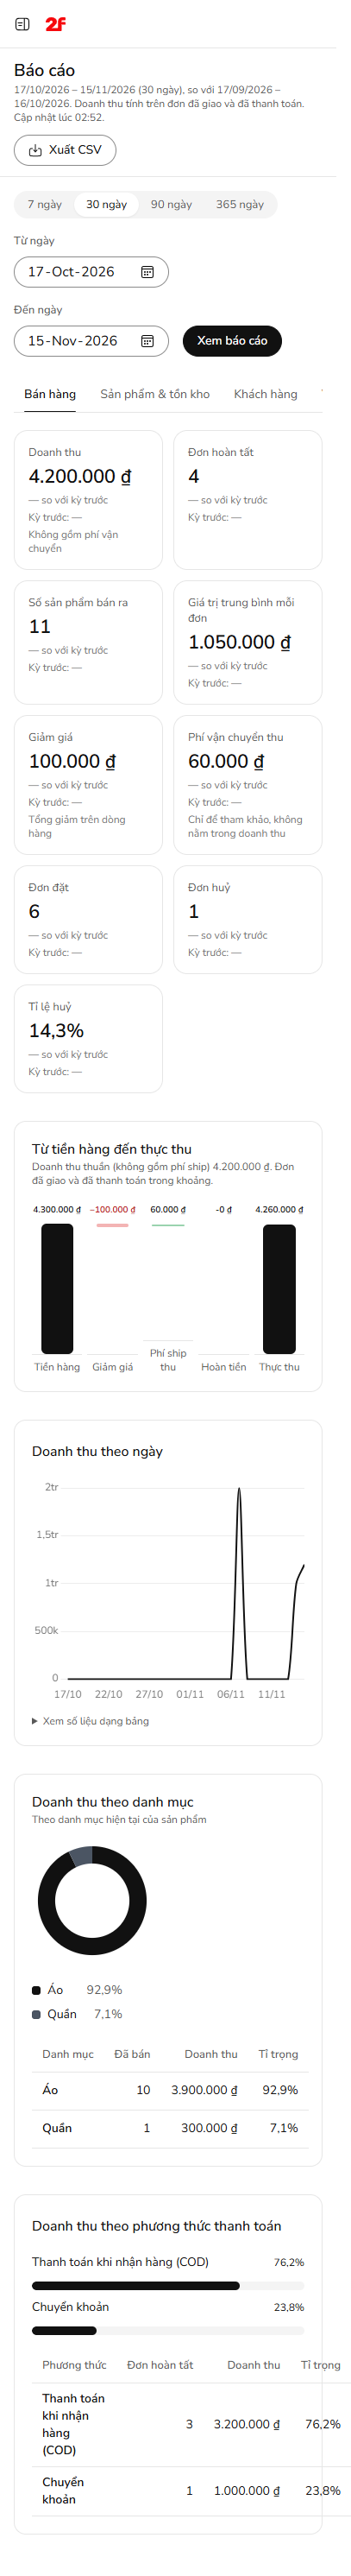 2f
Báo cáo
17/10/2026 – 15/11/2026 (30 ngày), so với 17/09/2026 –
16/10/2026. Doanh thu tính trên đơn đã giao và đã thanh toán.
Cập nhật lúc 02:52.
Xuất CSV
7 ngày 30 ngày 90 ngày 365 ngày
Từ ngày
17-Oct-2026
Đến ngày
15-Nov-2026 Xem báo cáo
Bán hàng Sản phẩm & tồn kho Khách hàng
Doanh thu
4.200.000 ₫
— so với kỳ trước
Kỳ trước: —
Không gồm phí vận
chuyển
Đơn hoàn tất
4
— so với kỳ trước
Kỳ trước: —
Số sản phẩm bán ra
11
— so với kỳ trước
Kỳ trước: —
Giá trị trung bình mỗi
đơn
1.050.000 ₫
— so với kỳ trước
Kỳ trước: —
Giảm giá
100.000 ₫
— so với kỳ trước
Kỳ trước: —
Tổng giảm trên dòng
hàng
Phí vận chuyển thu
60.000 ₫
— so với kỳ trước
Kỳ trước: —
Chỉ để tham khảo, không
nằm trong doanh thu
Đơn đặt
6
— so với kỳ trước
Kỳ trước: —
Đơn huỷ
1
— so với kỳ trước
Kỳ trước: —
Tỉ lệ huỷ
14,3%
— so với kỳ trước
Kỳ trước: —
Từ tiền hàng đến thực thu
Doanh thu thuần (không gồm phí ship) 4.200.000 ₫. Đơn
đã giao và đã thanh toán trong khoảng.
4.300.000 ₫ −100.000 ₫ 60.000 ₫ -0 ₫ 4.260.000 ₫
Tiền hàng Giảm giá Phí ship thu Hoàn tiền Thực thu
Doanh thu theo ngày
2tr
1,5tr
1tr
500k
0
17/10 22/10 27/10 01/11 06/11 11/11
Xem số liệu dạng bảng
Doanh thu theo danh mục
Theo danh mục hiện tại của sản phẩm
Áo 92,9%
Quần 7,1%
Danh mục Đã bán Doanh thu Tỉ trọng
Áo 10 3.900.000 ₫ 92,9%
Quần 1 300.000 ₫ 7,1%
Doanh thu theo phương thức thanh toán
Thanh toán khi nhận hàng (COD) 76,2%
Chuyển khoản 23,8%
Phương thức Đơn hoàn tất Doanh thu Tỉ trọng
Thanh toán
khi nhận
hàng
(COD)
3 3.200.000 ₫ 76,2%
Chuyển
khoản
1 1.000.000 ₫ 23,8%